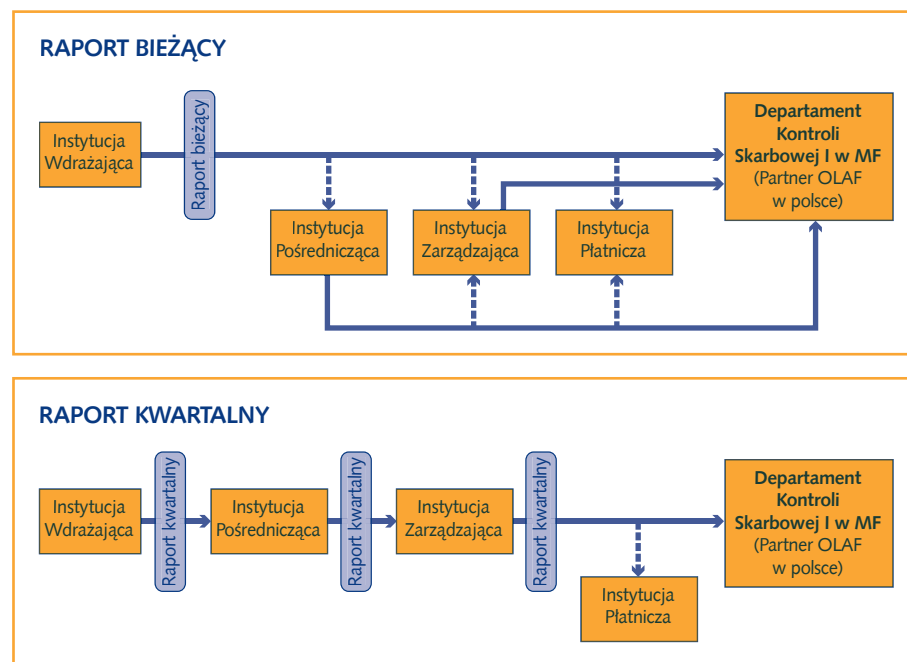 RAPORT BIEŻĄCY
Instytucja
Wdrażająca
Raport bieżący
Departament
Kontroli
Skarbowej I w MF
(Partner OLAF
w polsce)
Instytucja
Pośrednicząca
Instytucja
Zarządzająca
Instytucja
Płatnicza
RAPORT KWARTALNY
Instytucja
Wdrażająca
Raport kwartalny
Instytucja
Pośrednicząca
Raport kwartalny
Instytucja
Zarządzająca
Raport kwartalny
Departament
Kontroli
Skarbowej I w MF
(Partner OLAF
w polsce)
Instytucja
Płatnicza